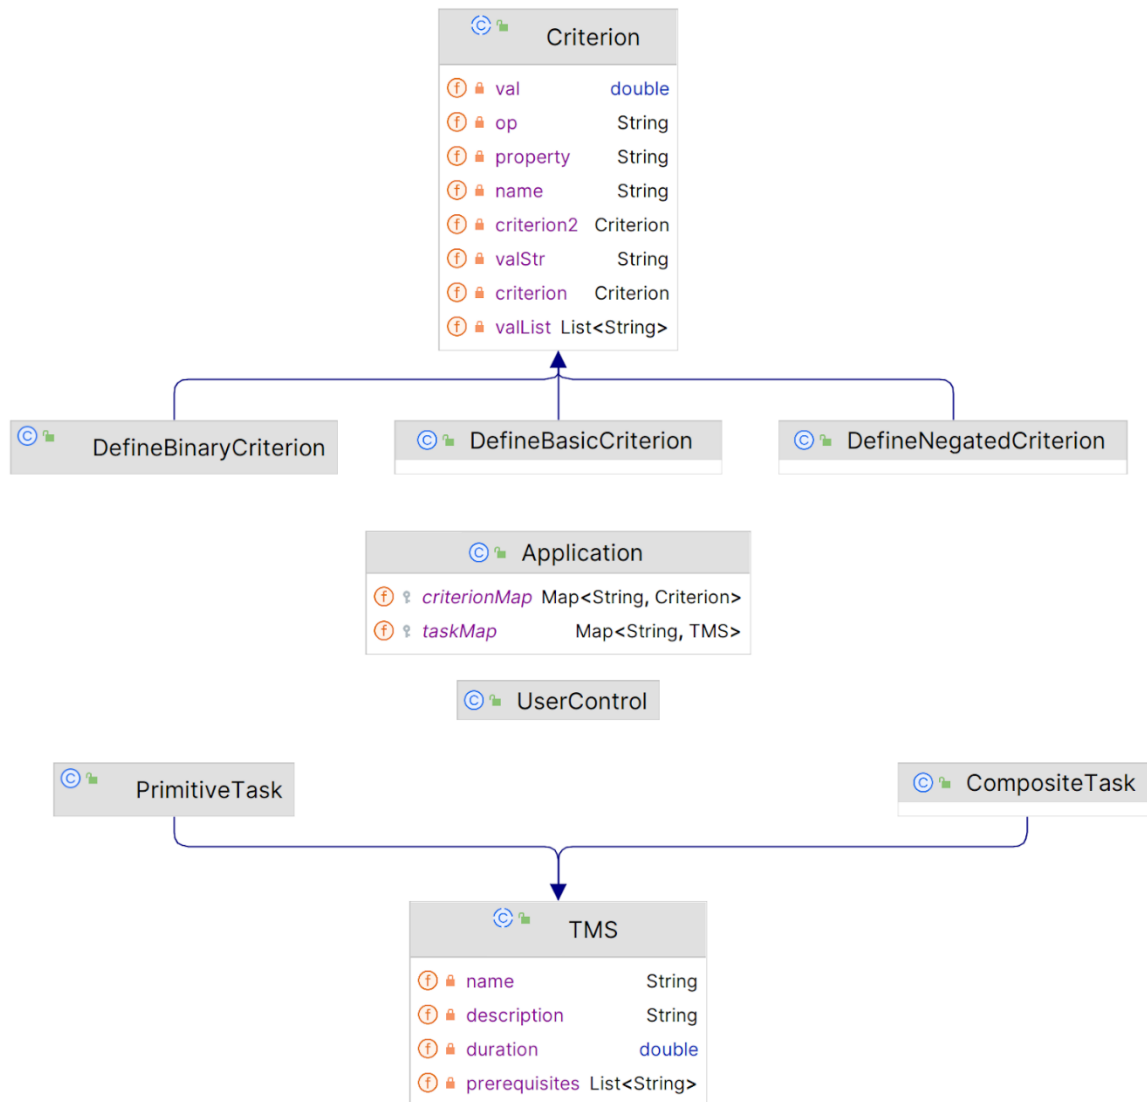 Criterion
val double
op String
property String
name String
criterion2 Criterion
valStr String
criterion Criterion
valList List<String>
DefineBinaryCriterion
DefineBasicCriterion
DefineNegatedCriterion
Application
criterionMap Map<String, Criterion>
taskMap Map<String, TMS>
UserControl
PrimitiveTask
CompositeTask
TMS
name String
description String
duration double
prerequisites List<String>